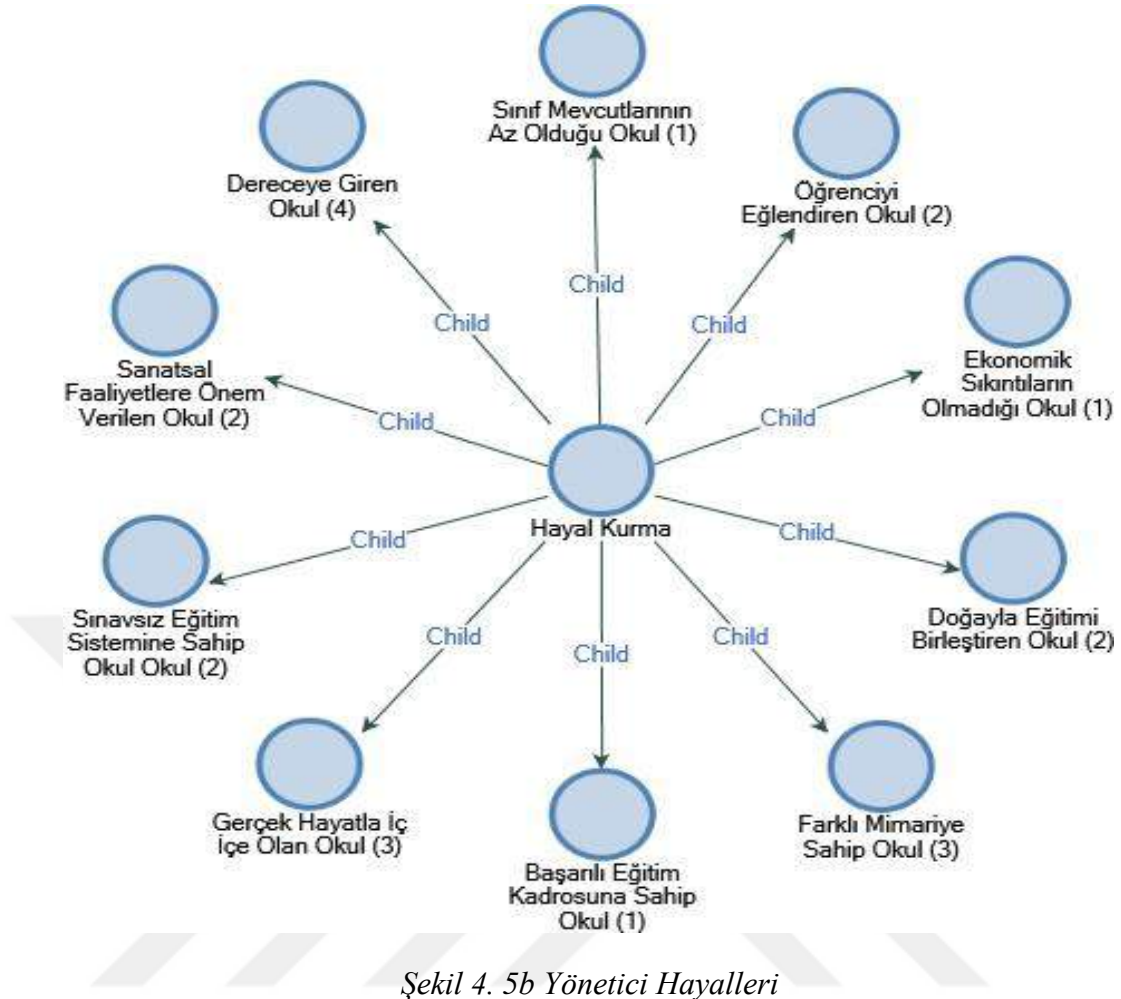 Sınıf Mevcutlarının
Az Olduğu Okul (1)
Dereceye Giren
Okul (4)
Öğrenciyi
Eğlendiren Okul (2)
Child
Child
Child
Sanatsal
Faaliyetlere Önem
Verilen Okul (2)
Ekonomik
Sıkıntıların
Olmadığı Okul (1)
Child
Child
Hayal Kurma
Child
Child
Sınavsız Eğitim
Sistemine Sahip
Okul Okul (2)
Doğayla Eğitimi
Birleştiren Okul (2)
Child
Child
Child
Gerçek Hayatla İç
İçe Olan Okul (3)
Farklı Mimariye
Sahip Okul (3)
Başarılı Eğitim
Kadrosuna Sahip
Okul (1)
Şekil 4. 5b Yönetici Hayalleri